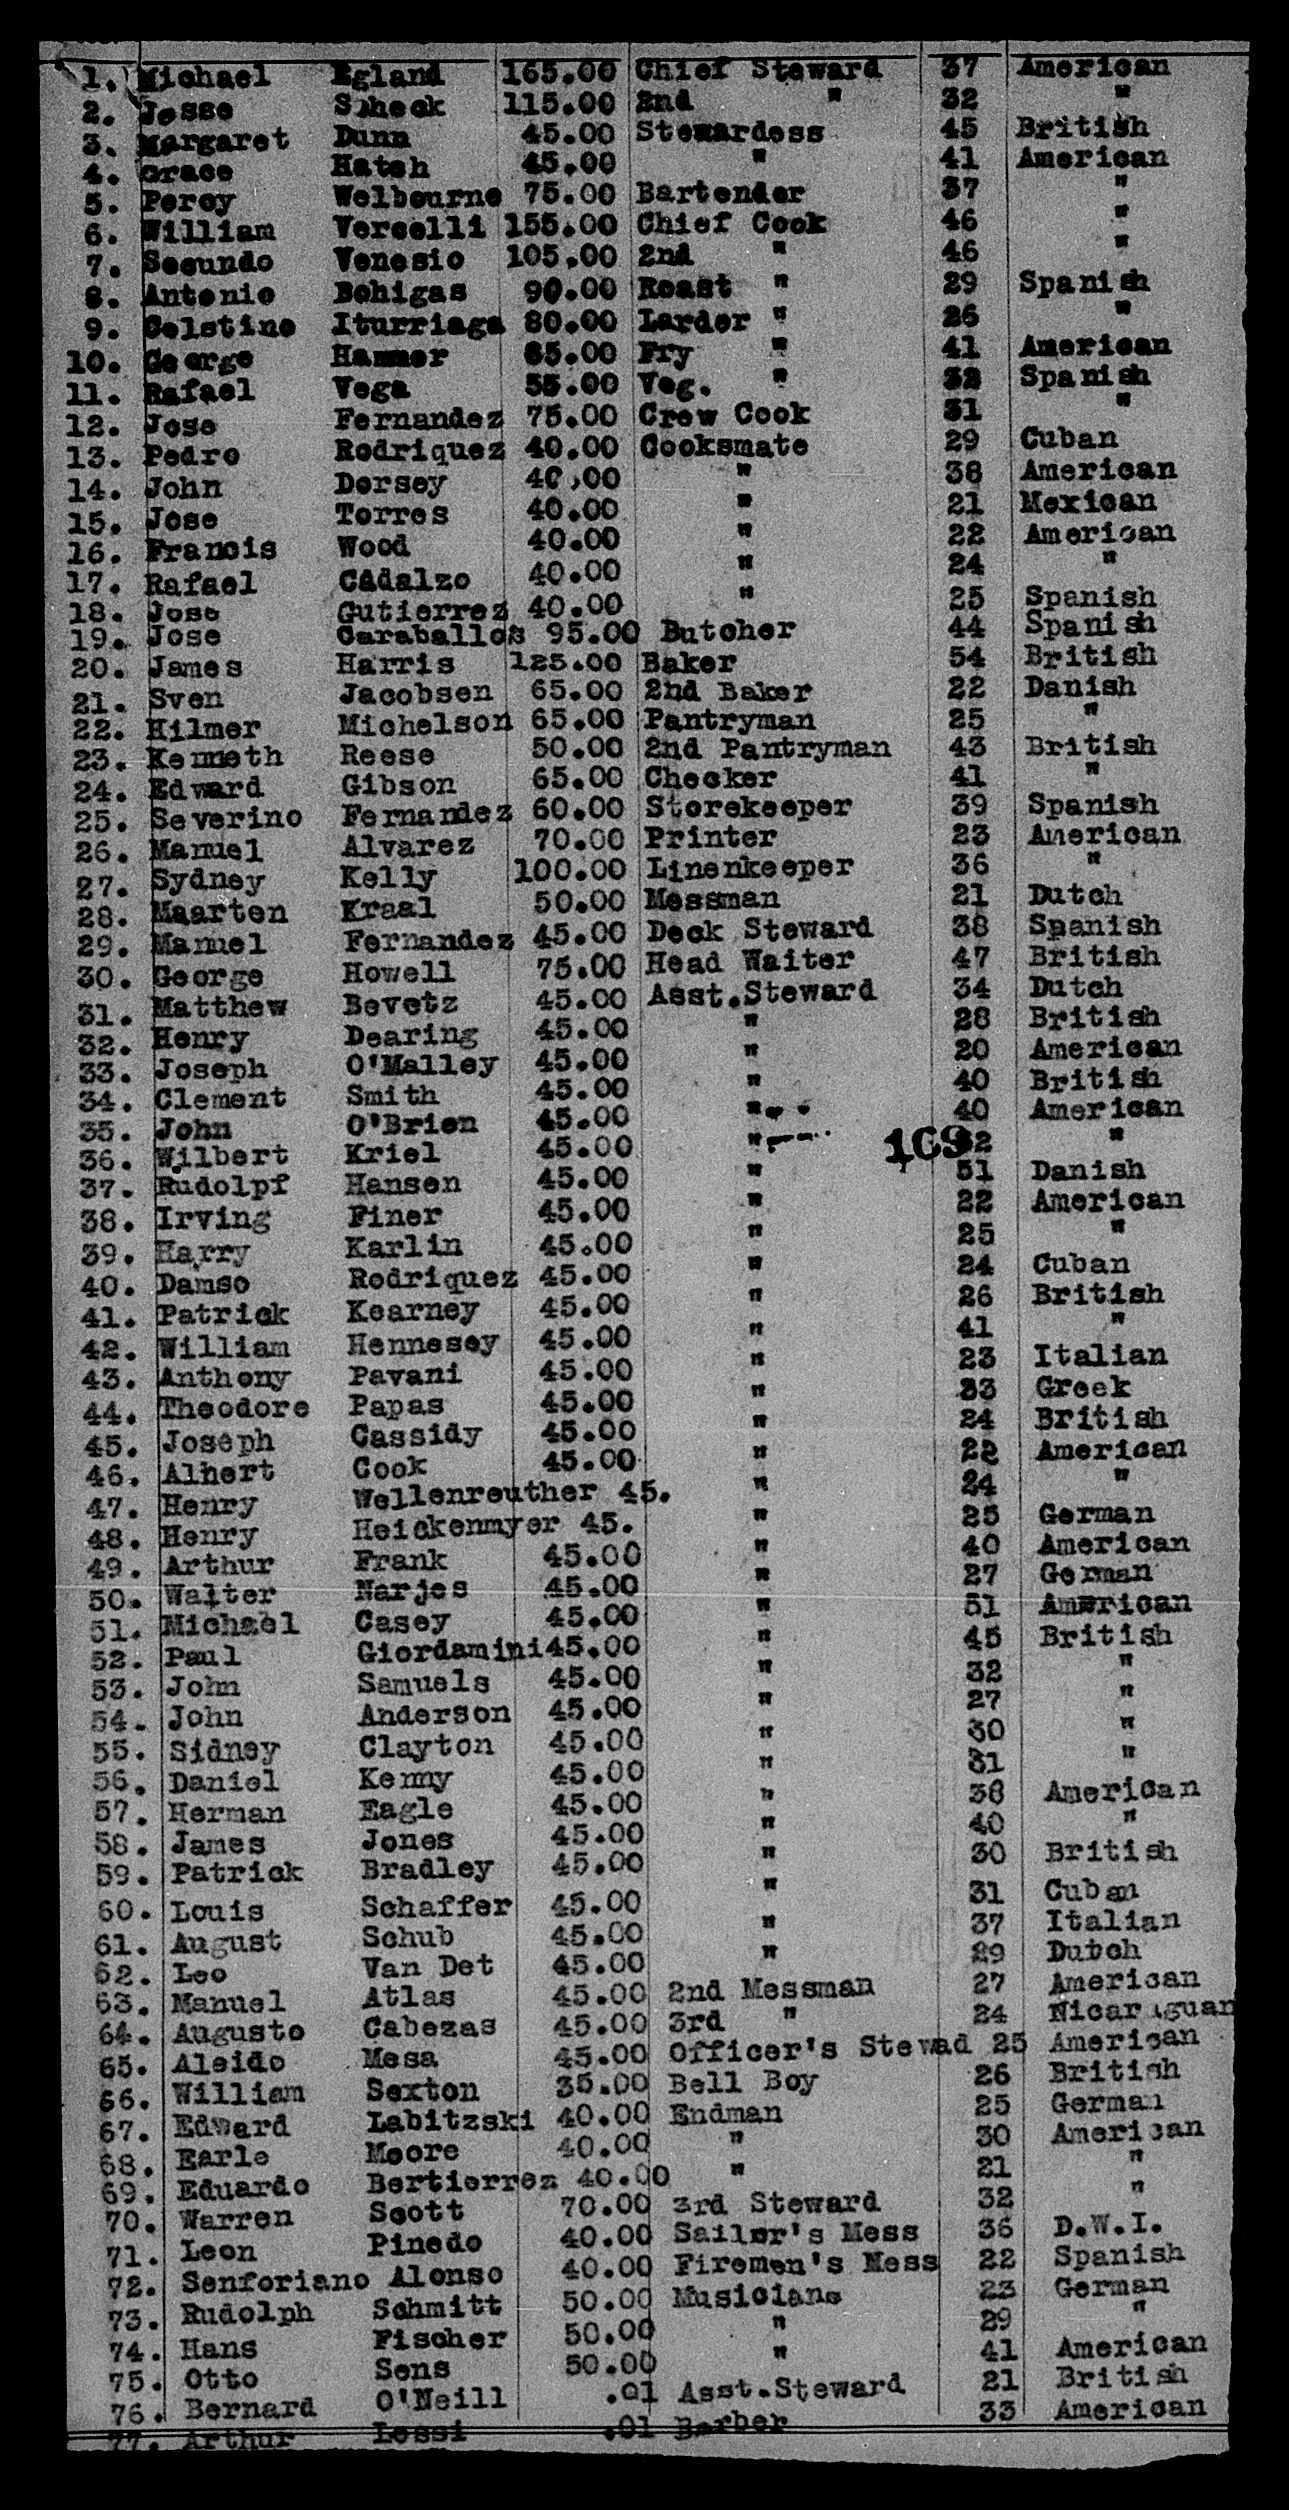 1. Michael Egland 165.00 Chief Steward 37 American
2. Jesse Scheck 115.00 2nd " 32 "
3. Margaret Dunn 45.00 Stewardess 45 British
4. Grace Hatch 45.00 " 41 American
5. Percy Welbourne 75.00 Bartender 37 "
6. William Vercelli 155.00 Chief Cook 46 "
7. Secundo Venesio 105.00 2nd " 46 "
8. Antonio Bohigas 90.00 Roast " 29 Spanish
9. Celstino Iturriaga 80.00 Larder " 26 "
10. George Hammer 65.00 Fry " 41 American
11. Rafael Vega 55.00 Veg. " 32 Spanish
12. Jose Fernandez 75.00 Crew Cook 31 "
13. Pedro Rodriquez 40.00 Cooksmate 29 Cuban
14. John Dorsey 40.00 " 38 American
15. Jose Torres 40.00 " 21 Mexican
16. Francis Wood 40.00 " 22 American
17. Rafael Cadalzo 40.00 " 24 "
18. Jose Gutierrez 40.00 " 25 Spanish
19. Jose Caraballos 95.00 Butcher 44 Spanish
20. James Harris 125.00 Baker 54 British
21. Sven Jacobsen 65.00 2nd Baker 22 Danish
22. Hilmer Michelson 65.00 Pantryman 25 "
23. Kenneth Reese 50.00 2nd Pantryman 43 British
24. Edward Gibson 65.00 Checker 41 "
25. Severino Fernandez 60.00 Storekeeper 39 Spanish
26. Manuel Alvarez 70.00 Printer 23 American
27. Sydney Kelly 100.00 Linenkeeper 36 "
28. Maarten Kraal 50.00 Messman 21 Dutch
29. Manuel Fernandez 45.00 Deck Steward 38 Spanish
30. George Howell 75.00 Head Waiter 47 British
31. Matthew Bevetz 45.00 Asst.Steward 34 Dutch
32. Henry Dearing 45.00 " 28 British
33. Joseph O'Malley 45.00 " 20 American
34. Clement Smith 45.00 " 40 British
35. John O'Brien 45.00 " 40 American
36. Wilbert Kriel 45.00 " 169 32 "
37. Rudolpf Hansen 45.00 " 51 Danish
38. Irving Finer 45.00 " 22 American
39. Harry Karlin 45.00 " 25 "
40. Damso Rodriquez 45.00 " 24 Cuban
41. Patrick Kearney 45.00 " 26 British
42. William Hennesey 45.00 " 41 "
43. Anthony Pavani 45.00 " 23 Italian
44. Theodore Papas 45.00 " 33 Greek
45. Joseph Cassidy 45.00 " 24 British
46. Albert Cook 45.00 " 22 American
47. Henry Wellenreuther 45. " 24 "
48. Henry Heickenmyer 45. " 25 German
49. Arthur Frank 45.00 " 40 American
50. Walter Narjes 45.00 " 27 German
51. Michael Casey 45.00 " 51 American
52. Paul Giordamini 45.00 " 45 British
53. John Samuels 45.00 " 32 "
54. John Anderson 45.00 " 27 "
55. Sidney Clayton 45.00 " 30 "
56. Daniel Kenny 45.00 " 31 "
57. Herman Eagle 45.00 " 38 American
58. James Jones 45.00 " 40 "
59. Patrick Bradley 45.00 " 30 British
60. Louis Schaffer 45.00 " 31 Cuban
61. August Schub 45.00 " 37 Italian
62. Leo Van Det 45.00 " 29 Dutch
63. Manuel Atlas 45.00 2nd Messman 27 American
64. Augusto Cabezas 45.00 3rd " 24 Nicaraguan
65. Aleido Mesa 45.00 Officer's Stewad 25 American
66. William Sexton 35.00 Bell Boy 26 British
67. Edward Labitzski 40.00 Endman 25 German
68. Earle Moore 40.00 " 30 American
69. Eduardo Bertierrez 40.00 " 21 "
70. Warren Scott 70.00 3rd Steward 32 "
71. Leon Pinedo 40.00 Sailor's Mess 36 D.W.I.
72. Senforiano Alonso 40.00 Firemen's Mess 22 Spanish
73. Rudolph Schmitt 50.00 Musicians 23 German
74. Hans Fischer 50.00 " 29 "
75. Otto Sens 50.00 " 41 American
76. Bernard O'Neill .01 Asst.Steward 21 British
77. Arthur Lessi .01 Barber 33 American